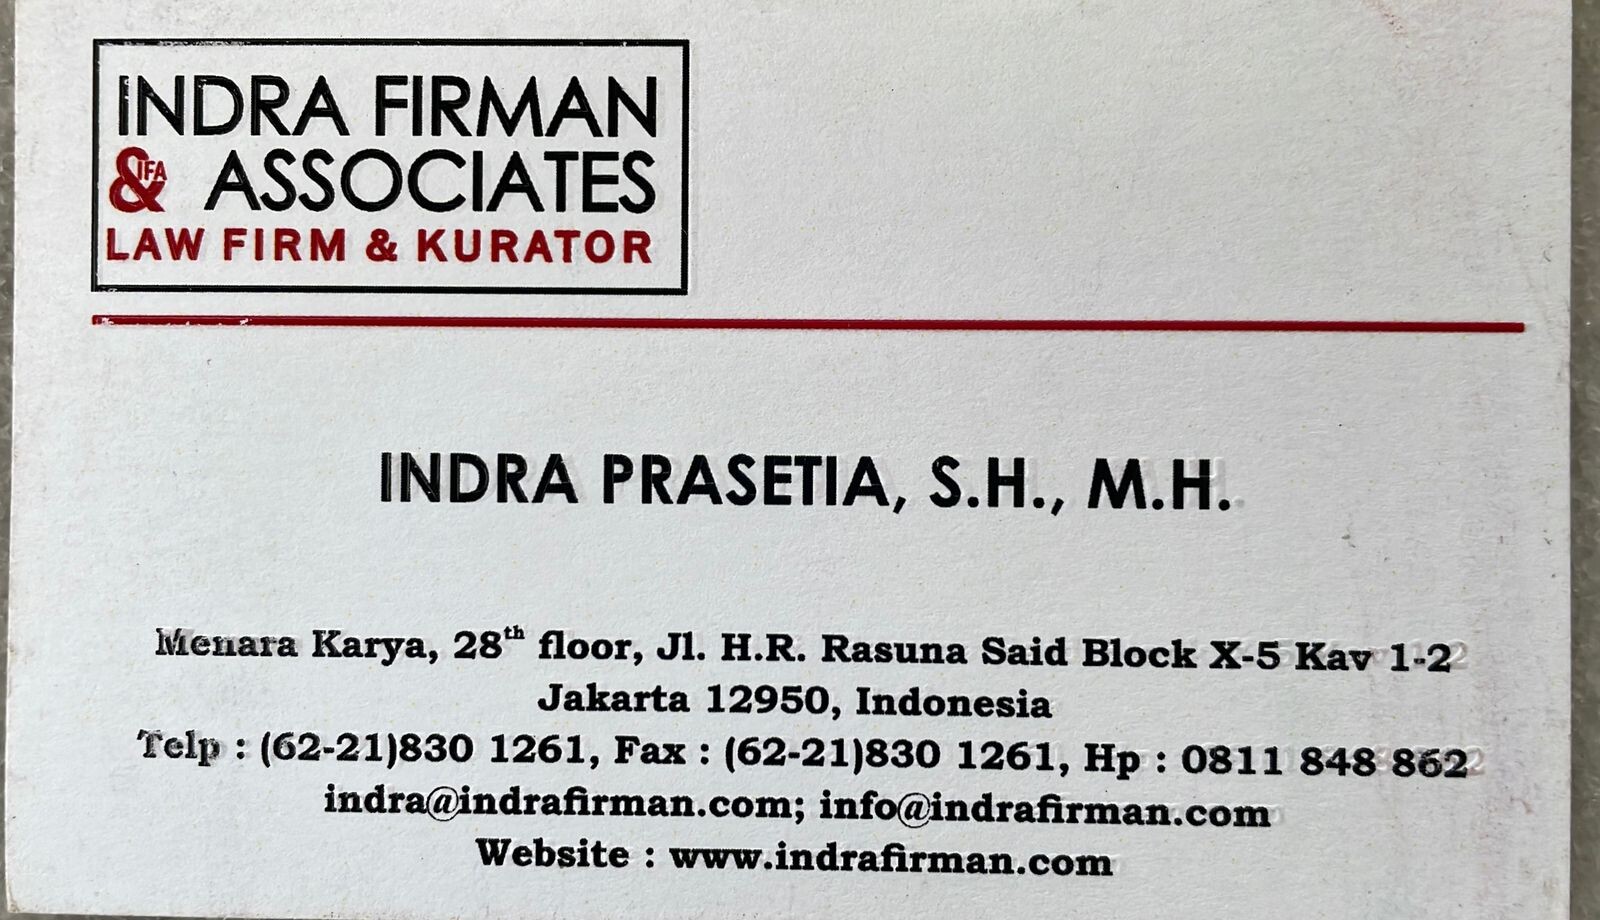 INDRA FIRMAN
& IFA ASSOCIATES
LAW FIRM & KURATOR
INDRA PRASETIA, S.H., M.H.
Menara Karya, 28th floor, Jl. H.R. Rasuna Said Block X-5 Kav 1-2
Jakarta 12950, Indonesia
Telp : (62-21)830 1261, Fax : (62-21)830 1261, Hp : 0811 848 862
indra@indrafirman.com; info@indrafirman.com
Website : www.indrafirman.com